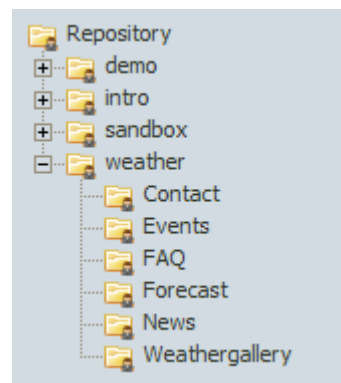 Repository
demo
intro
sandbox
weather
Contact
Events
FAQ
Forecast
News
Weathergallery